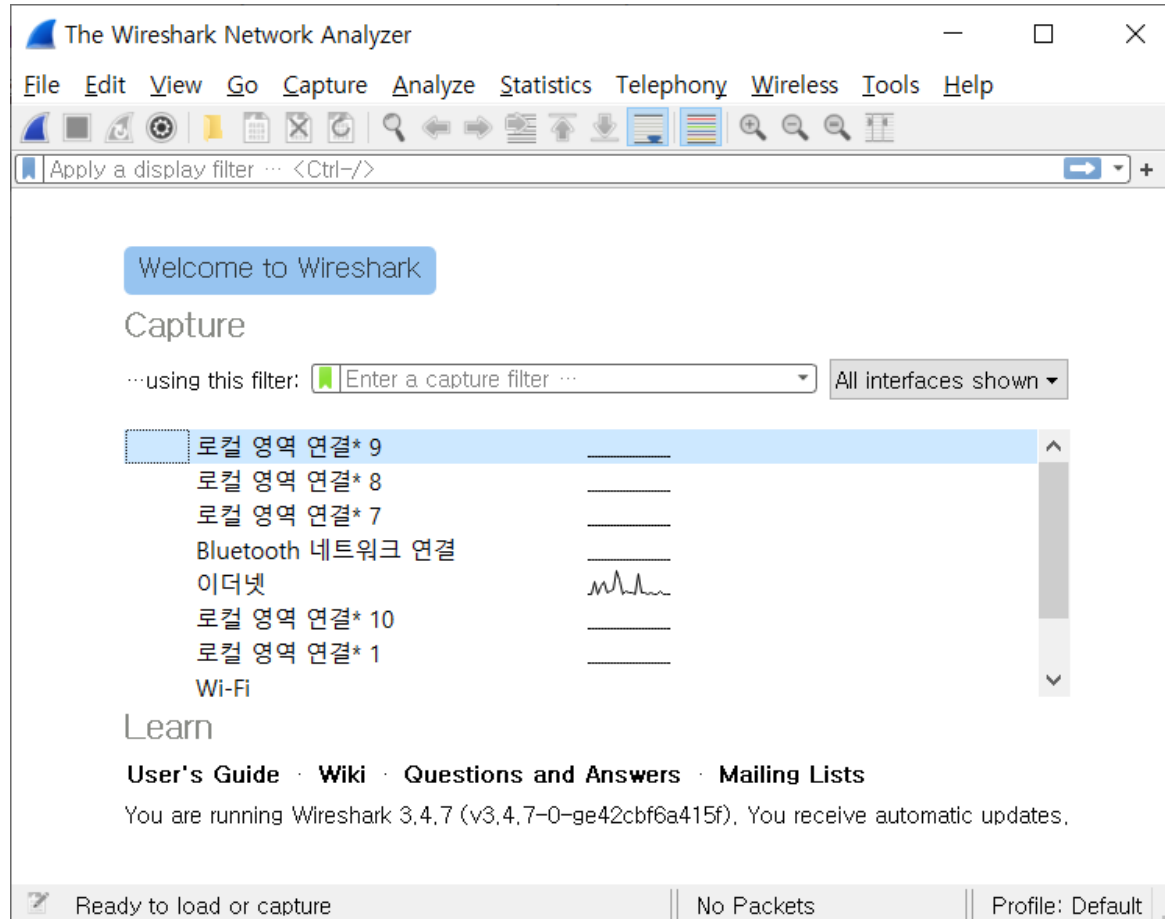 The Wireshark Network Analyzer
File Edit View Go Capture Analyze Statistics Telephony Wireless Tools Help
Apply a display filter ··· <Ctrl-/>
Welcome to Wireshark
Capture
···using this filter: Enter a capture filter ··· All interfaces shown
로컬 영역 연결* 9
로컬 영역 연결* 8
로컬 영역 연결* 7
Bluetooth 네트워크 연결
이더넷
로컬 영역 연결* 10
로컬 영역 연결* 1
Wi-Fi
Learn
User's Guide · Wiki · Questions and Answers · Mailing Lists
You are running Wireshark 3.4.7 (v3.4.7-0-ge42cbf6a415f). You receive automatic updates.
Ready to load or capture No Packets Profile: Default